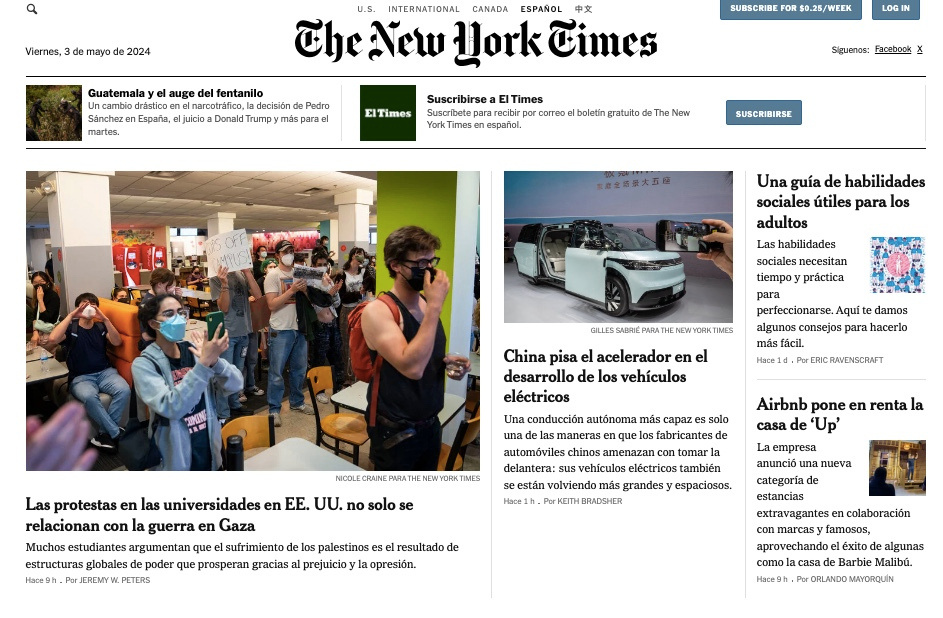 U.S. INTERNATIONAL CANADA ESPAÑOL 中文
SUBSCRIBE FOR $0.25/WEEK LOG IN
The New York Times
Viernes, 3 de mayo de 2024
Síguenos: Facebook X
Guatemala y el auge del fentanilo
Un cambio drástico en el narcotráfico, la decisión de Pedro
Sánchez en España, el juicio a Donald Trump y más para el
martes.
El Times
Suscribirse a El Times
Suscríbete para recibir por correo el boletín gratuito de The New
York Times en español.
SUSCRIBIRSE
NICOLE CRAINE PARA THE NEW YORK TIMES
Las protestas en las universidades en EE. UU. no solo se
relacionan con la guerra en Gaza
Muchos estudiantes argumentan que el sufrimiento de los palestinos es el resultado de
estructuras globales de poder que prosperan gracias al prejuicio y la opresión.
Hace 9 h . Por JEREMY W. PETERS
GILLES SABRIÉ PARA THE NEW YORK TIMES
China pisa el acelerador en el
desarrollo de los vehículos
eléctricos
Una conducción autónoma más capaz es solo
una de las maneras en que los fabricantes de
automóviles chinos amenazan con tomar la
delantera: sus vehículos eléctricos también
se están volviendo más grandes y espaciosos.
Hace 1 h . Por KEITH BRADSHER
Una guía de habilidades
sociales útiles para los
adultos
Las habilidades
sociales necesitan
tiempo y práctica
para
perfeccionarse. Aquí te damos
algunos consejos para hacerlo
más fácil.
Hace 1 d . Por ERIC RAVENSCRAFT
Airbnb pone en renta la
casa de ‘Up’
La empresa
anunció una nueva
categoría de
estancias
extravagantes en colaboración
con marcas y famosos,
aprovechando el éxito de algunas
como la casa de Barbie Malibú.
Hace 9 h . Por ORLANDO MAYORQUÍN